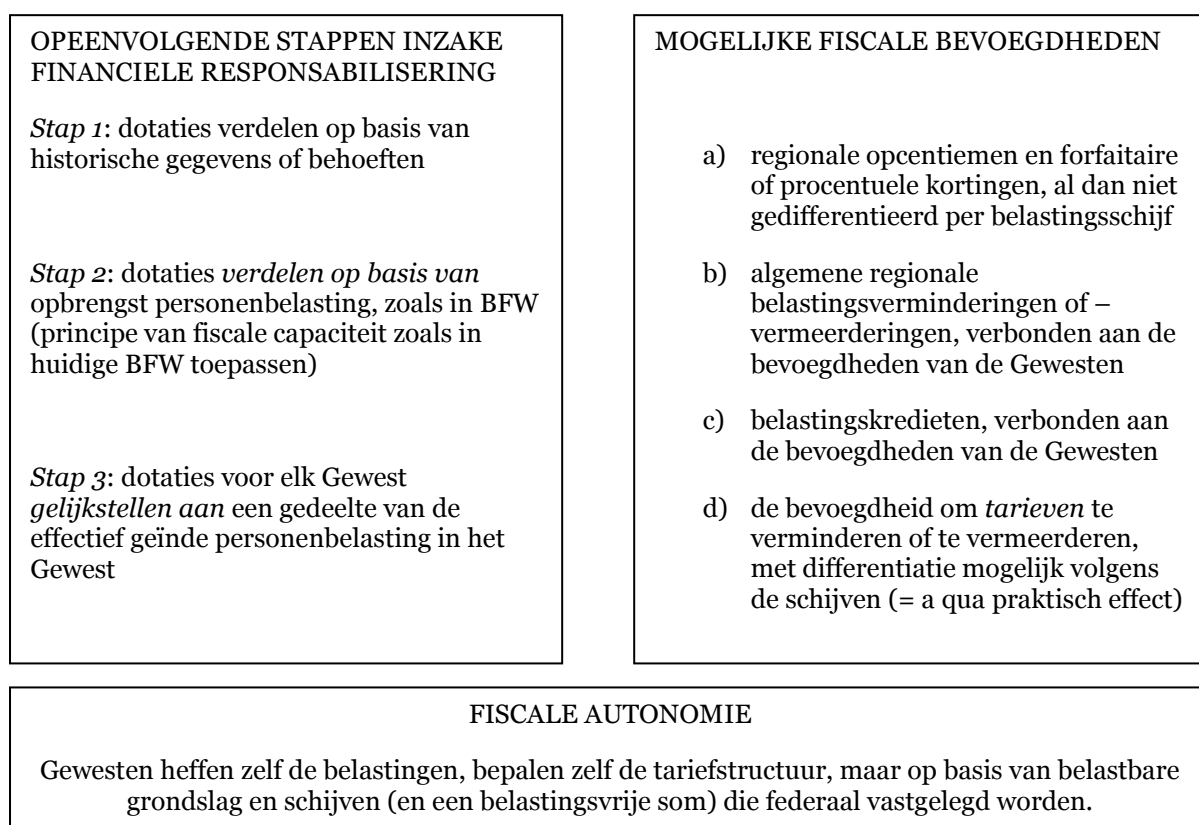 OPEENVOLGENDE STAPPEN INZAKE
FINANCIELE RESPONSABILISERING
Stap 1: dotaties verdelen op basis van
historische gegevens of behoeften
Stap 2: dotaties verdelen op basis van
opbrengst personenbelasting, zoals in BFW
(principe van fiscale capaciteit zoals in
huidige BFW toepassen)
Stap 3: dotaties voor elk Gewest
gelijkstellen aan een gedeelte van de
effectief geïnde personenbelasting in het
Gewest
MOGELIJKE FISCALE BEVOEGDHEDEN
a) regionale opcentiemen en forfaitaire
of procentuele kortingen, al dan niet
gedifferentieerd per belastingsschijf
b) algemene regionale
belastingsverminderingen of –
vermeerderingen, verbonden aan de
bevoegdheden van de Gewesten
c) belastingskredieten, verbonden aan
de bevoegdheden van de Gewesten
d) de bevoegdheid om tarieven te
verminderen of te vermeerderen,
met differentiatie mogelijk volgens
de schijven (= a qua praktisch effect)
FISCALE AUTONOMIE
Gewesten heffen zelf de belastingen, bepalen zelf de tariefstructuur, maar op basis van belastbare
grondslag en schijven (en een belastingsvrije som) die federaal vastgelegd worden.